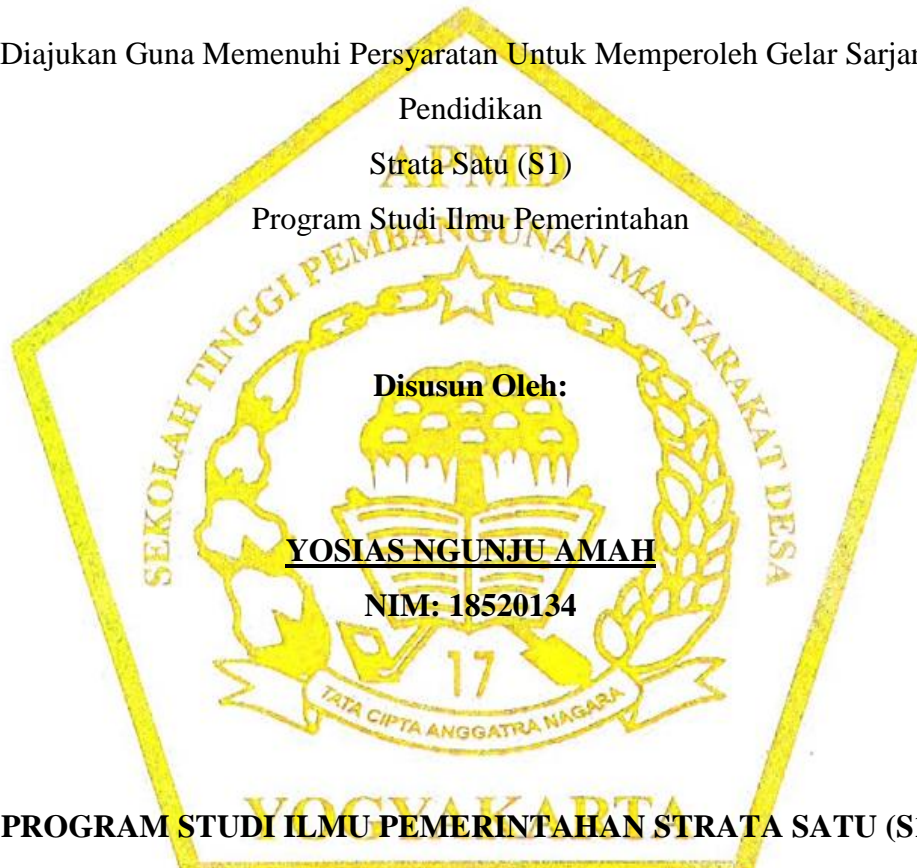 Diajukan Guna Memenuhi Persyaratan Untuk Memperoleh Gelar
Pendidikan
APMD
Strata Satu (S1)
Program Studi Ilmu Pemerintahan
SEKOLAH TINGGI PEMBANGUNAN MASYARAKAT DESA
Disusun Oleh:
YOSIAS NGUNJU AMAH
NIM: 18520134
17
TATA CIPTA ANGGATRA NAGARA
YOGYAKARTA
PROGRAM STUDI ILMU PEMERINTAHAN STRATA SATU